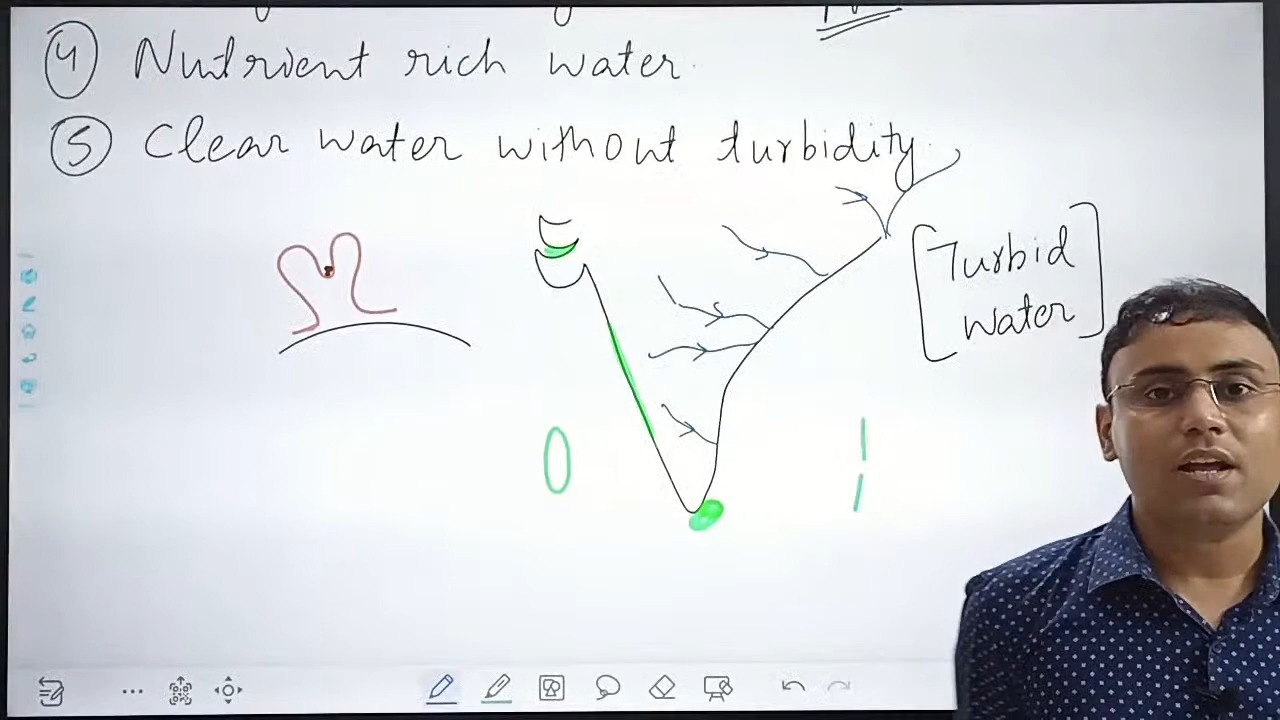 4 Nutrient rich water.
5 Clear water without turbidity.
[Turbid
water]